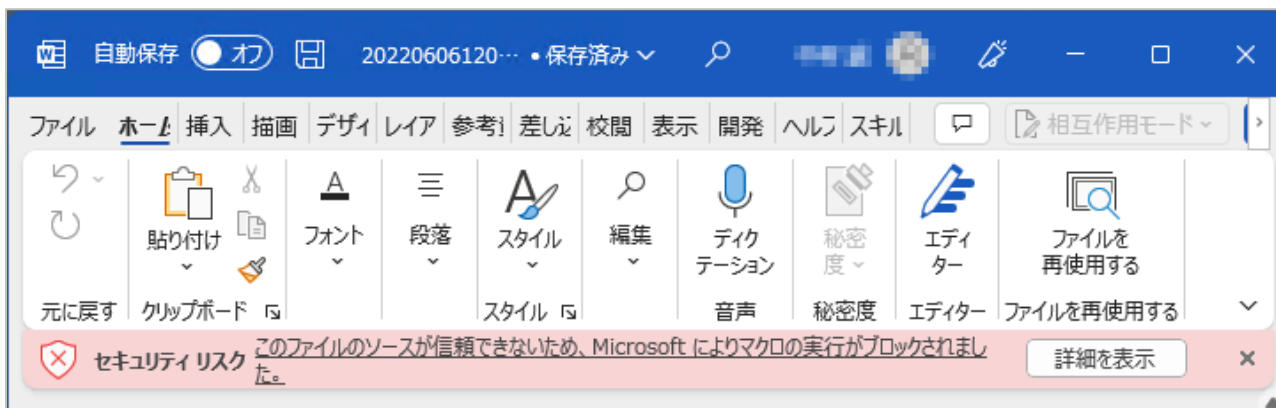 自動保存 オフ 20220606120… • 保存済み
ファイル ホーム 挿入 描画 デザイ レイア 参考 差し込 校閲 表示 開発 ヘルプ スキル 相互作用モード
貼り付け フォント 段落 スタイル 編集 ディク
テーション 秘密
度 エディ
ター ファイルを
再使用する
元に戻す クリップボード スタイル 音声 秘密度 エディター ファイルを再使用する
セキュリティ リスク このファイルのソースが信頼できないため、Microsoft によりマクロの実行がブロックされまし
た。 詳細を表示